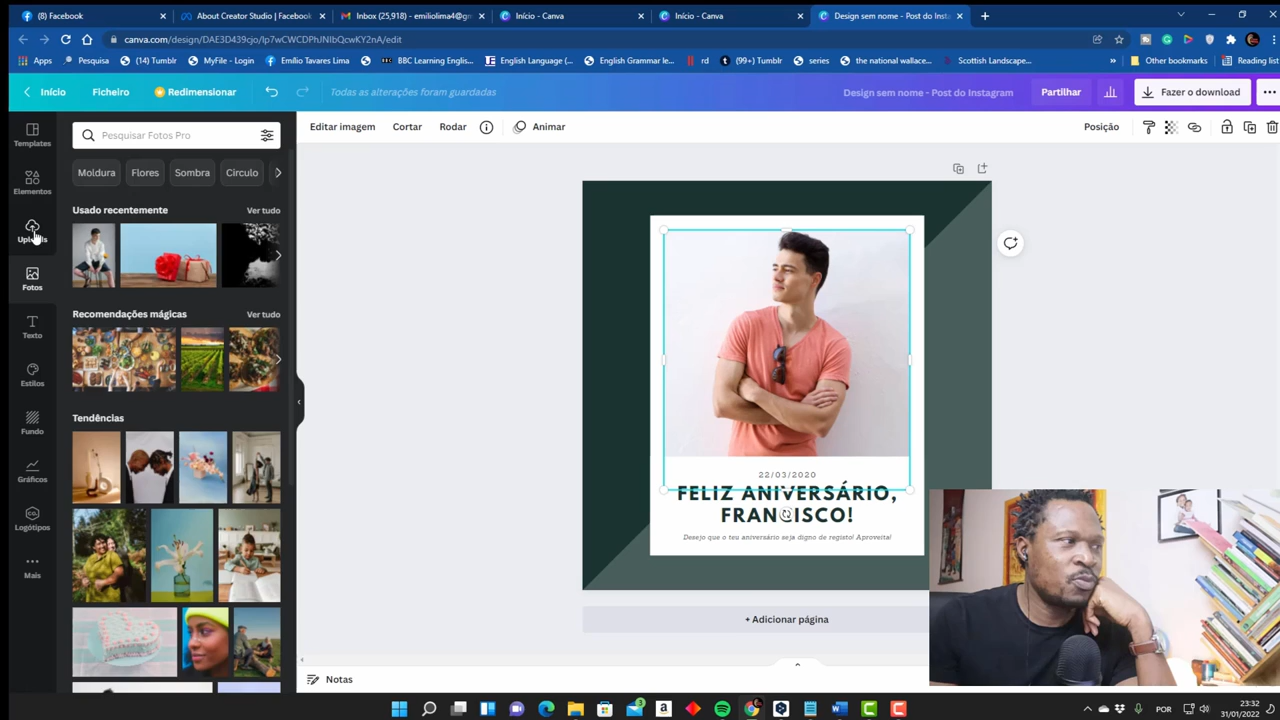 (8) Facebook
About Creator Studio | Facebook
Inbox (25,918) - emiliolima4@gm
Início - Canva
Início - Canva
Design sem nome - Post do Insta
canva.com/design/DAE3D439cjo/lp7wCWCDPhJNIbQcwKY2nA/edit
Apps
Pesquisa
(14) Tumblr
MyFile - Login
Emílio Tavares Lima
BBC Learning Englis...
English Language (...
English Grammar le...
rd
(99+) Tumblr
series
the national wallace...
Scottish Landscape...
»
Other bookmarks
Reading list
Início
Ficheiro
Redimensionar
Todas as alterações foram guardadas
Design sem nome - Post do Instagram
Partilhar
Fazer o download
Templates
Elementos
Uploads
Fotos
Texto
Estilos
Fundo
Gráficos
Logótipos
Mais
Pesquisar Fotos Pro
Moldura
Flores
Sombra
Circulo
Usado recentemente
Ver tudo
Recomendações mágicas
Ver tudo
Tendências
Editar imagem
Cortar
Rodar
Animar
Posição
22/03/2020
FELIZ ANIVERSÁRIO,
FRANCISCO!
Desejo que o teu aniversário seja digno de registo! Aproveita!
+ Adicionar página
Notas
POR
23:32
31/01/2022